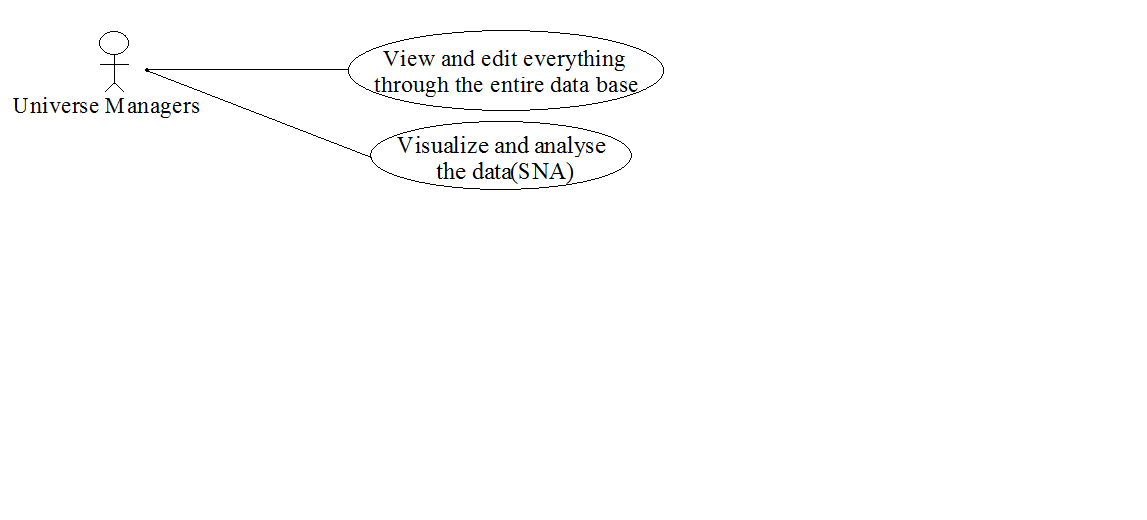 View and edit everything
through the entire data base
Universe Managers
Visualize and analyse
the data(SNA)